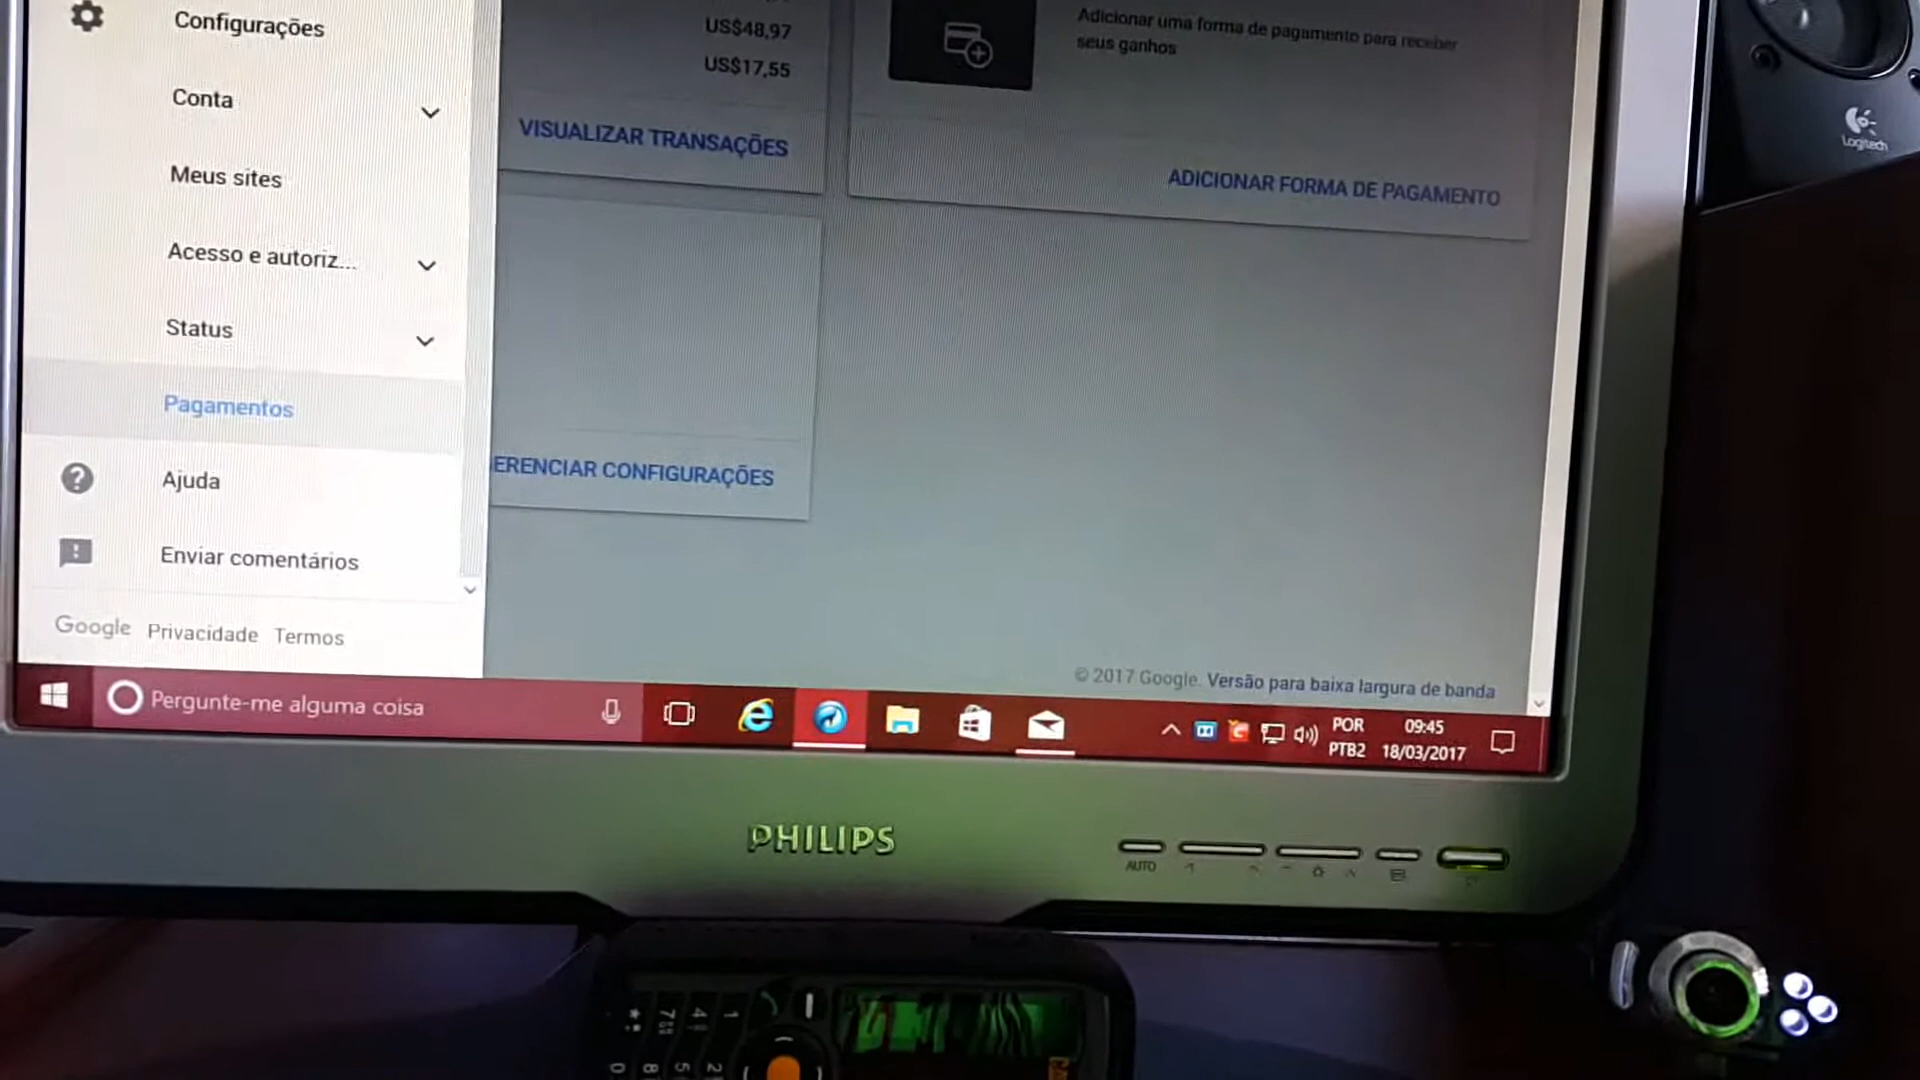 Configurações
Conta
Meus sites
Acesso e autoriz...
Status
Pagamentos
Ajuda
Enviar comentários
Google Privacidade Termos
US$48,97
US$17,55
VISUALIZAR TRANSAÇÕES
Adicionar uma forma de pagamento para receber
seus ganhos
ADICIONAR FORMA DE PAGAMENTO
ERENCIAR CONFIGURAÇÕES
© 2017 Google. Versão para baixa largura de banda
Pergunte-me alguma coisa
POR
PTB2
09:45
18/03/2017
PHILIPS
AUTO
Logitech